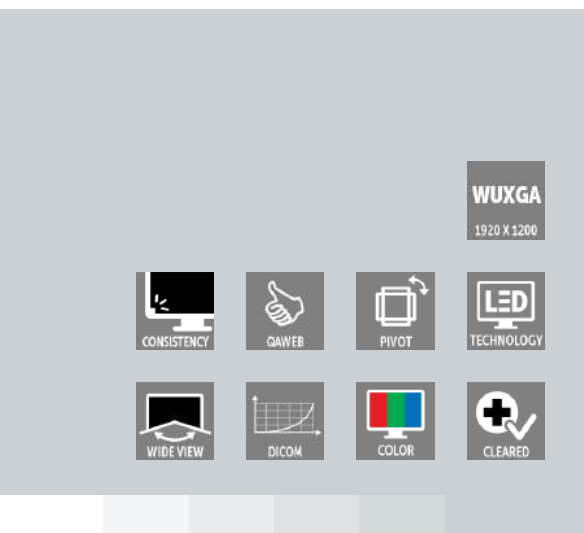 WUXGA
1920 X 1200
CONSISTENCY
QAWEB
PIVOT
LED
TECHNOLOGY
WIDE VIEW
DICOM
COLOR
CLEARED